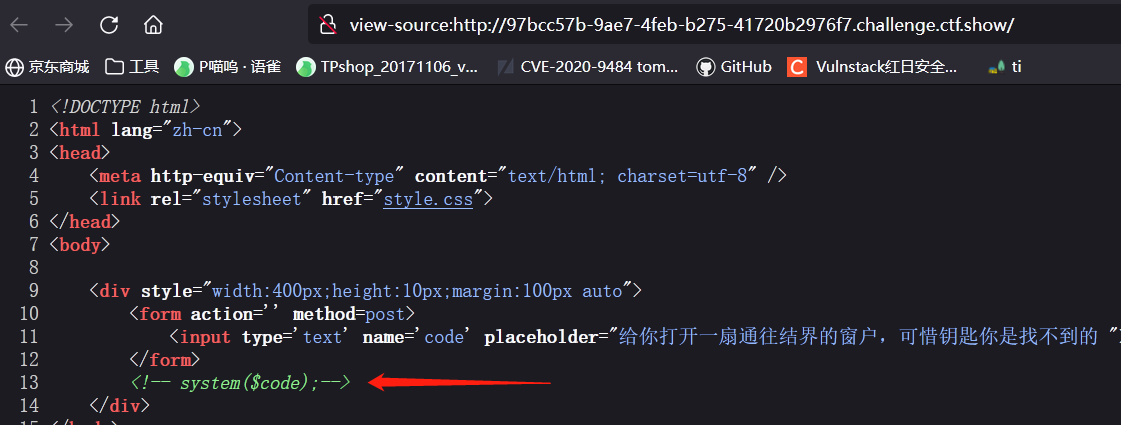 view-source:http://97bcc57b-9ae7-4feb-b275-41720b2976f7.challenge.ctf.show/
京东商城 工具 P喵呜 · 语雀 TPshop_20171106_v... CVE-2020-9484 tom... GitHub Vulnstack红日安全... ti
1 <!DOCTYPE html>
2 <html lang="zh-cn">
3 <head>
4 <meta http-equiv="Content-type" content="text/html; charset=utf-8" />
5 <link rel="stylesheet" href="style.css">
6 </head>
7 <body>
8
9 <div style="width:400px;height:10px;margin:100px auto">
10 <form action='' method=post>
11 <input type='text' name='code' placeholder="给你打开一扇通往结界的窗户，可惜钥匙你是找不到的 "
12 </form>
13 <!-- system($code);-->
14 </div>